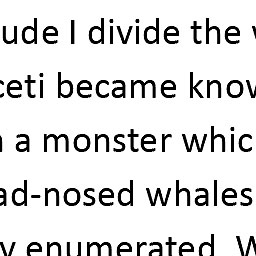 ude I divide the
ceti became know
a monster whic
ad-nosed whales
y enumerated. W